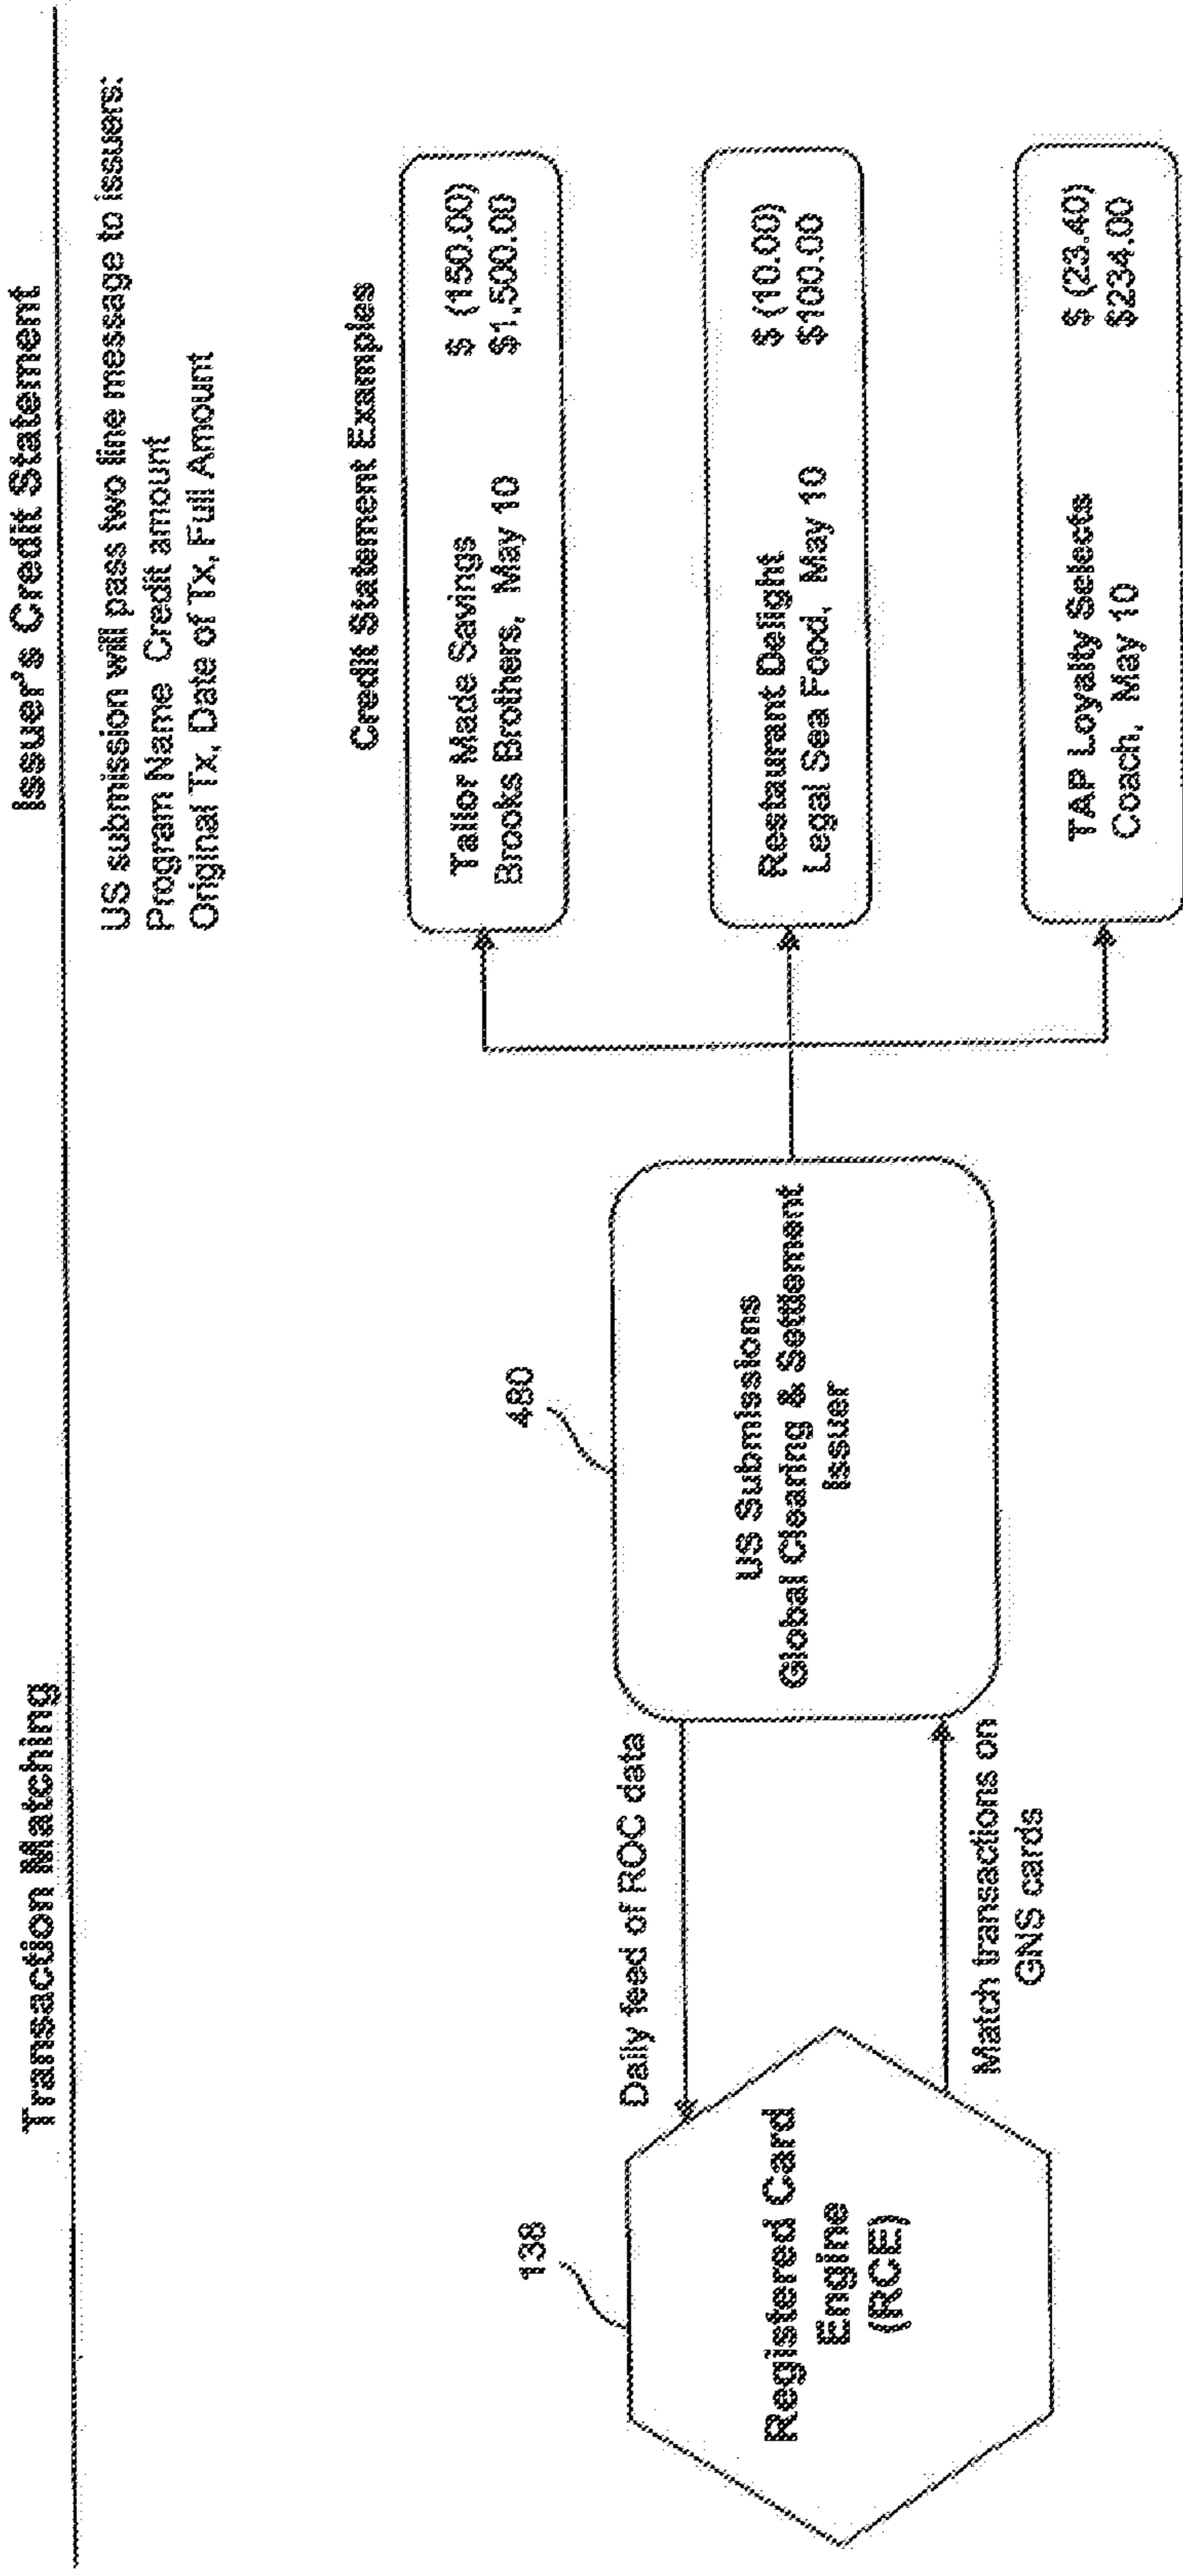 Transaction Matching
Issuer's Credit Statement
US submission will pass two line message to issuers:
Program Name Credit amount
Original Tx, Date of Tx, Full Amount
138
Registered Card
Engine
(RCE)
Daily feed of ROC data
Match transactions on
GNS cards
480
US Submissions
Global Clearing & Settlement
Issuer
Credit Statement Examples
Tailor Made Savings $ (150.00)
Brooks Brothers, May 10 $1,500.00
Restaurant Delight $ (10.00)
Legal Sea Food, May 10 $100.00
TAP Loyalty Selects $ (23.40)
Coach, May 10 $234.00